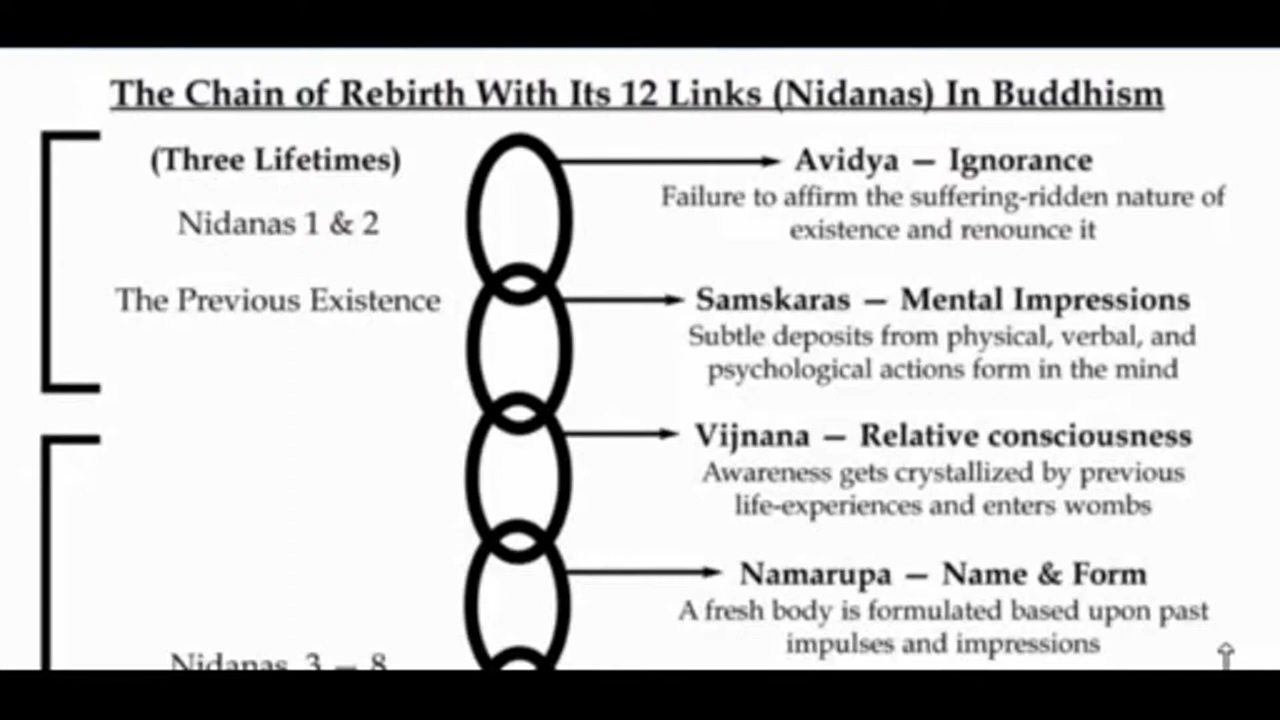 The Chain of Rebirth With Its 12 Links (Nidanas) In Buddhism
(Three Lifetimes)
Nidanas 1 & 2
The Previous Existence
Avidya — Ignorance
Failure to affirm the suffering-ridden nature of
existence and renounce it
Samskaras — Mental Impressions
Subtle deposits from physical, verbal, and
psychological actions form in the mind
Vijnana — Relative consciousness
Awareness gets crystallized by previous
life-experiences and enters wombs
Namarupa — Name & Form
A fresh body is formulated based upon past
impulses and impressions
Nidanas 3 — 8